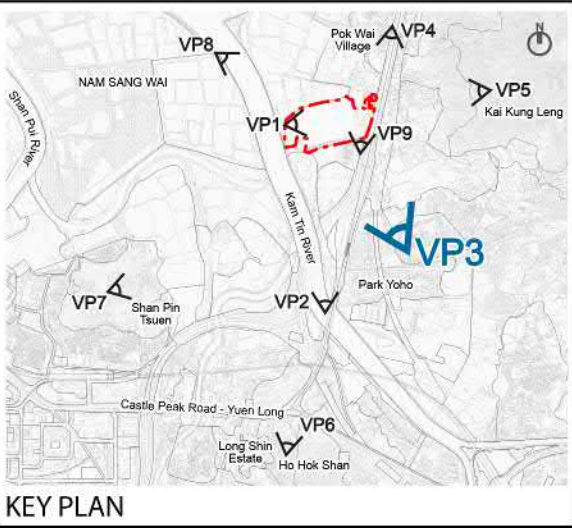 VP8
Pok Wai
Village
VP4
N
NAM SANG WAI
VP5
Kai Kung Leng
Shan Pui River
VP1
VP9
Kam Tin River
VP3
VP7
Shan Pin
Tsuen
VP2
Park Yoho
Castle Peak Road - Yuen Long
VP6
Long Shin
Estate
Ho Hok Shan
KEY PLAN